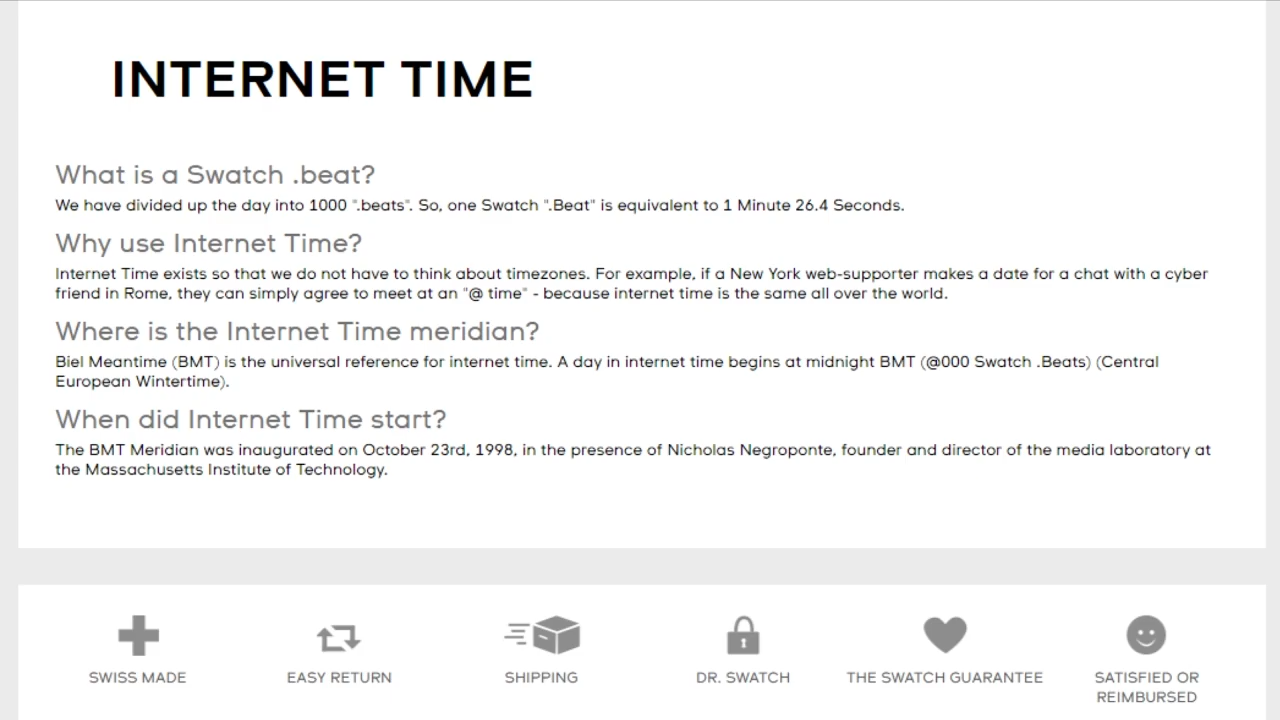 INTERNET TIME
What is a Swatch .beat?
We have divided up the day into 1000 ".beats". So, one Swatch ".Beat" is equivalent to 1 Minute 26.4 Seconds.
Why use Internet Time?
Internet Time exists so that we do not have to think about timezones. For example, if a New York web-supporter makes a date for a chat with a cyber
friend in Rome, they can simply agree to meet at an "@ time" - because internet time is the same all over the world.
Where is the Internet Time meridian?
Biel Meantime (BMT) is the universal reference for internet time. A day in internet time begins at midnight BMT (@000 Swatch .Beats) (Central
European Wintertime).
When did Internet Time start?
The BMT Meridian was inaugurated on October 23rd, 1998, in the presence of Nicholas Negroponte, founder and director of the media laboratory at
the Massachusetts Institute of Technology.
SWISS MADE
EASY RETURN
SHIPPING
DR. SWATCH
THE SWATCH GUARANTEE
SATISFIED OR
REIMBURSED